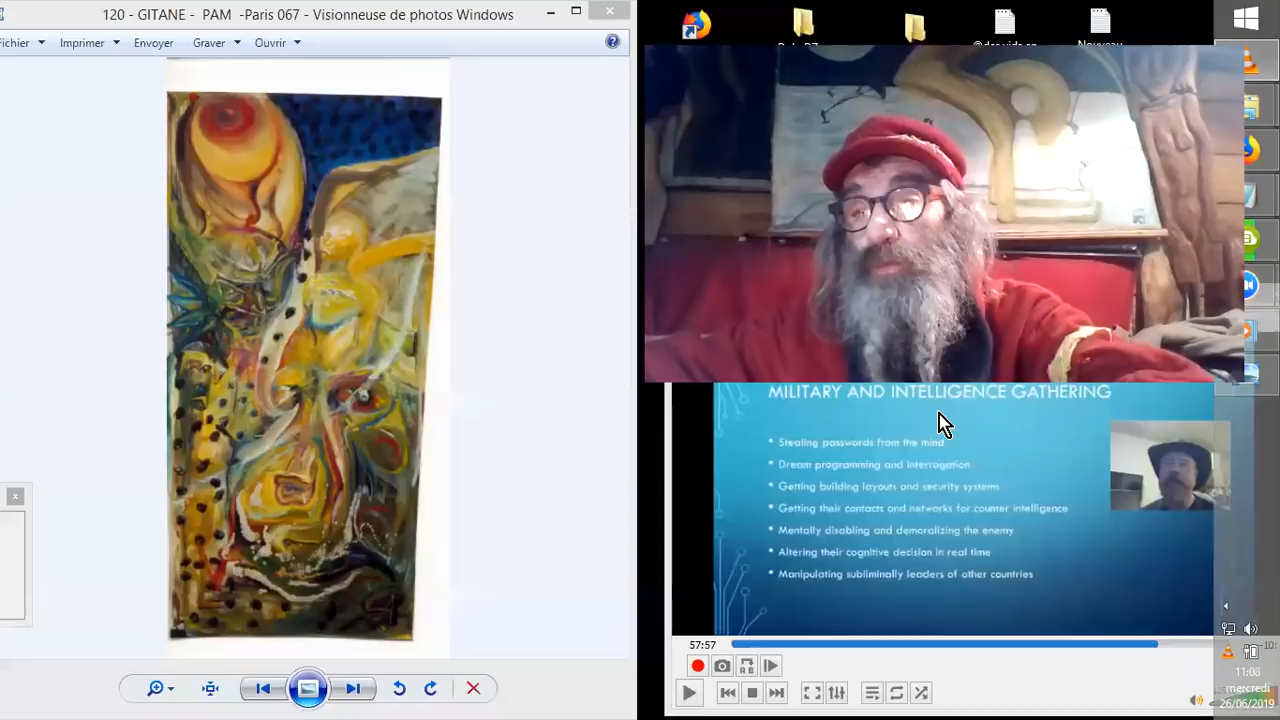 120 - GITANE - PAM - Paris 07 - Visionneuse de photos Windows
Fichier Imprimer Envoyer Graver Ouvrir
MILITARY AND INTELLIGENCE GATHERING
• Stealing passwords from the mind
• Dream programming and interrogation
• Getting building layouts and security systems
• Getting their contacts and networks for counter intelligence
• Mentally disabling and demoralizing the enemy
• Altering their cognitive decision in real time
• Manipulating subliminally leaders of other countries
57:57
11:08
mercredi
26/06/2019